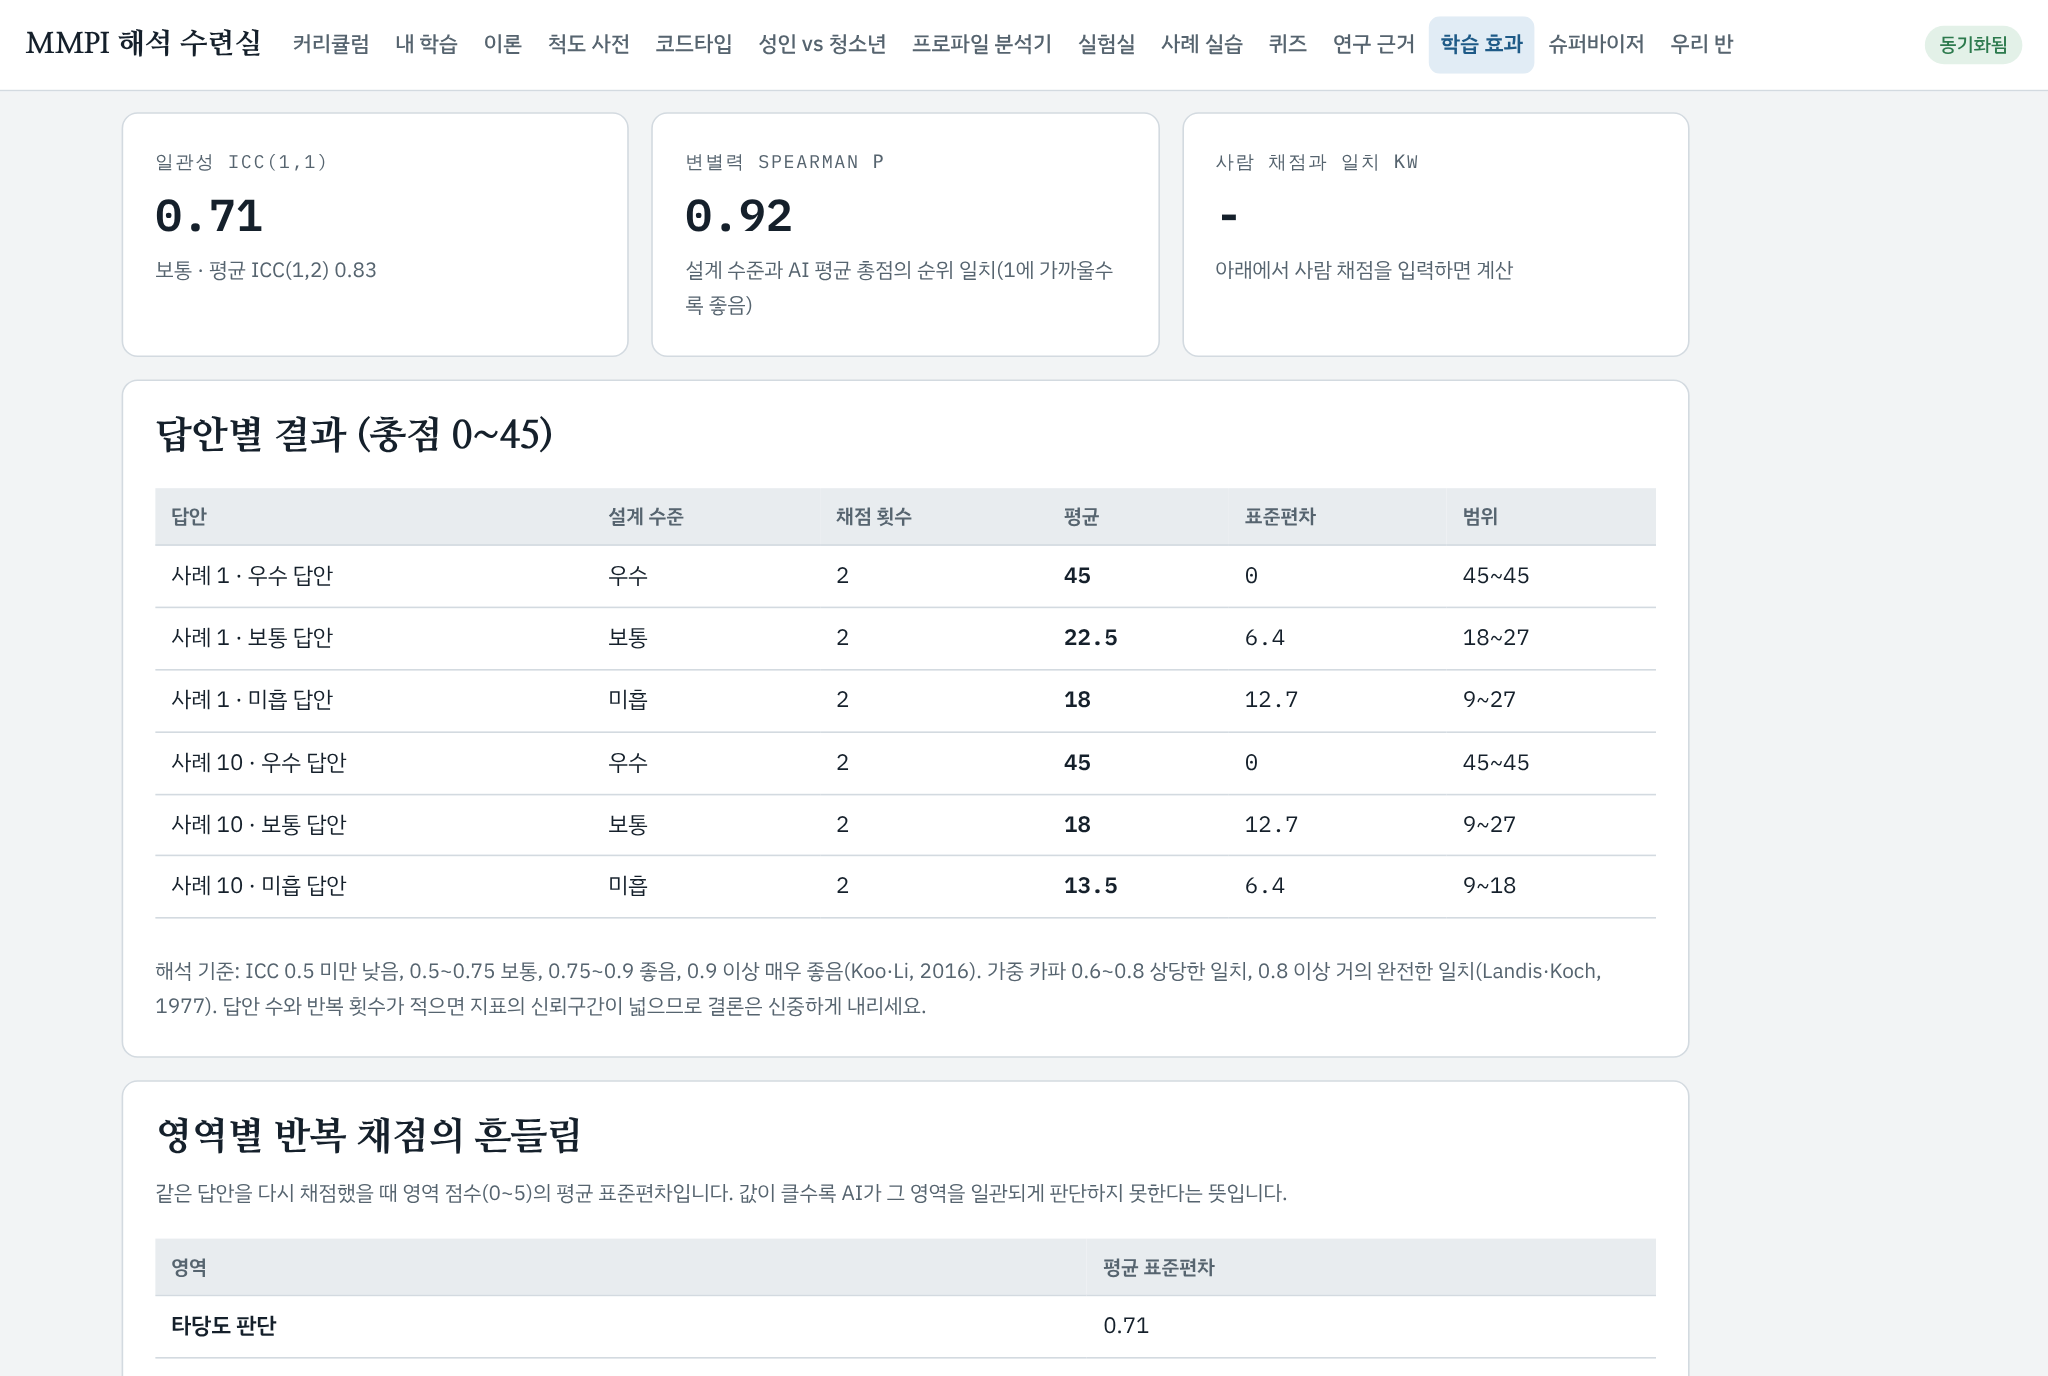 MMPI 해석 수련실 커리큘럼 내 학습 이론 척도 사전 코드타입 성인 vs 청소년 프로파일 분석기 실험실 사례 실습 퀴즈 연구 근거 학습 효과 슈퍼바이저 우리 반 동기화됨
일관성 ICC(1,1)
0.71
보통 · 평균 ICC(1,2) 0.83
변별력 SPEARMAN Ρ
0.92
설계 수준과 AI 평균 총점의 순위 일치(1에 가까울수
록 좋음)
사람 채점과 일치 ΚW
-
아래에서 사람 채점을 입력하면 계산
답안별 결과 (총점 0~45)
답안 설계 수준 채점 횟수 평균 표준편차 범위
사례 1 · 우수 답안 우수 2 45 0 45~45
사례 1 · 보통 답안 보통 2 22.5 6.4 18~27
사례 1 · 미흡 답안 미흡 2 18 12.7 9~27
사례 10 · 우수 답안 우수 2 45 0 45~45
사례 10 · 보통 답안 보통 2 18 12.7 9~27
사례 10 · 미흡 답안 미흡 2 13.5 6.4 9~18
해석 기준: ICC 0.5 미만 낮음, 0.5~0.75 보통, 0.75~0.9 좋음, 0.9 이상 매우 좋음(Koo·Li, 2016). 가중 카파 0.6~0.8 상당한 일치, 0.8 이상 거의 완전한 일치(Landis·Koch,
1977). 답안 수와 반복 횟수가 적으면 지표의 신뢰구간이 넓으므로 결론은 신중하게 내리세요.
영역별 반복 채점의 흔들림
같은 답안을 다시 채점했을 때 영역 점수(0~5)의 평균 표준편차입니다. 값이 클수록 AI가 그 영역을 일관되게 판단하지 못한다는 뜻입니다.
영역 평균 표준편차
타당도 판단 0.71